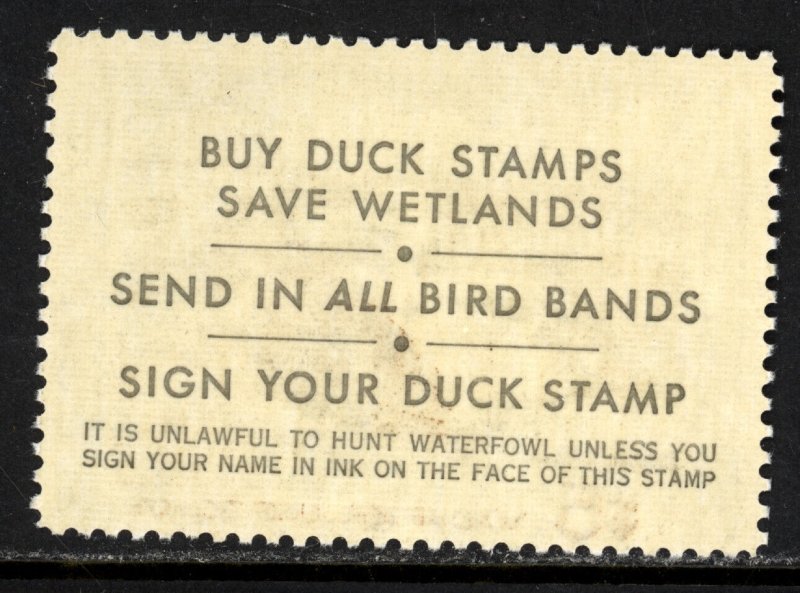 BUY DUCK STAMPS
SAVE WETLANDS
SEND IN ALL BIRD BANDS
SIGN YOUR DUCK STAMP
IT IS UNLAWFUL TO HUNT WATERFOWL UNLESS YOU
SIGN YOUR NAME IN INK ON THE FACE OF THIS STAMP